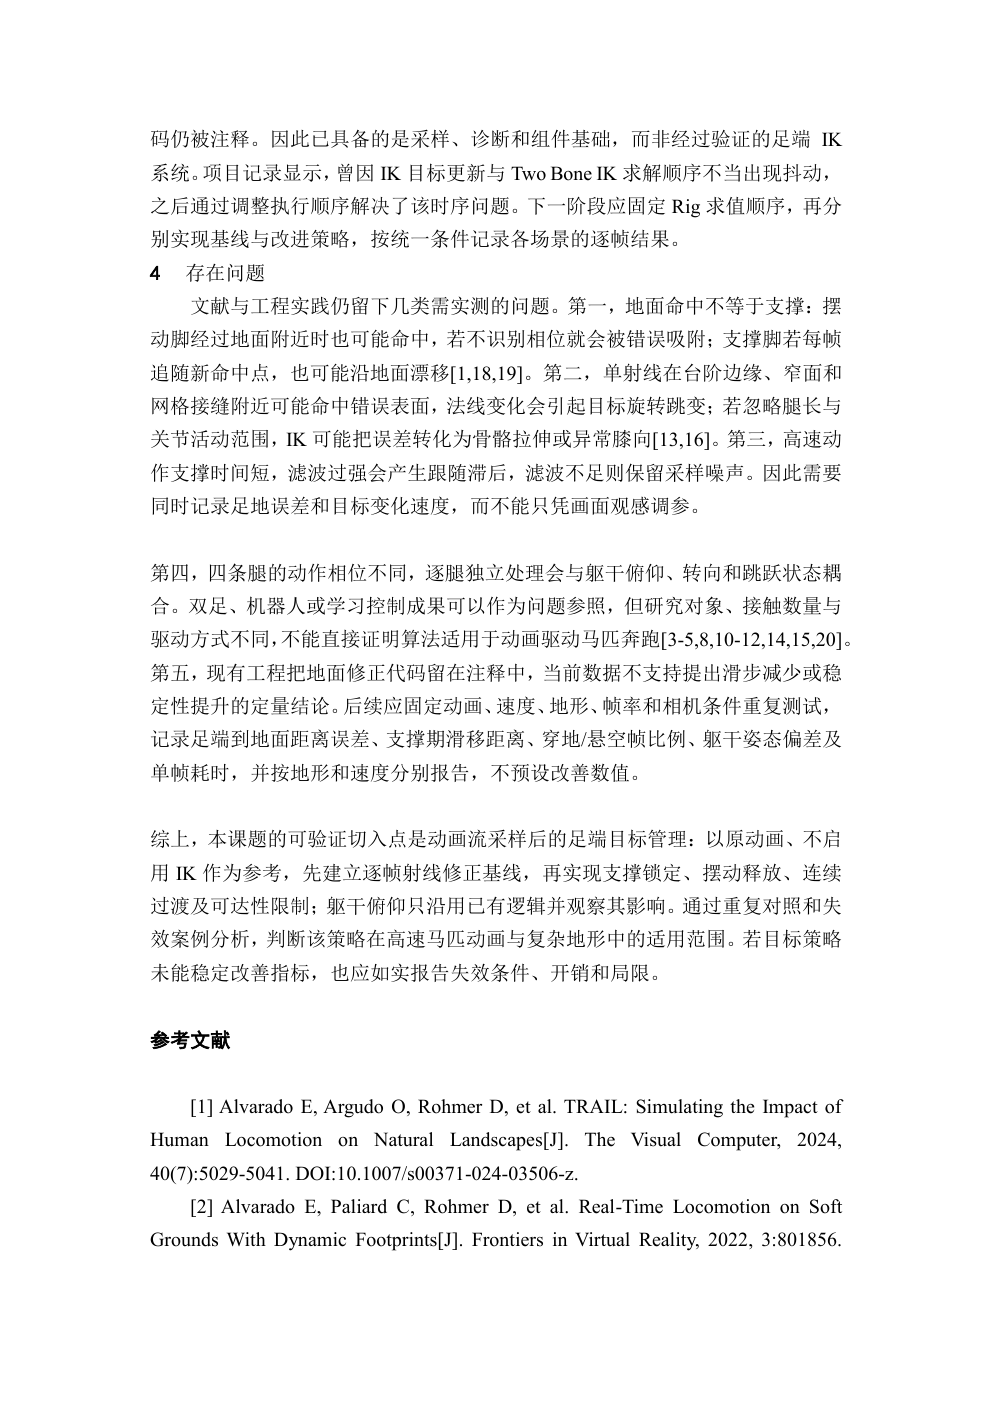 码仍被注释。因此已具备的是采样、诊断和组件基础，而非经过验证的足端 IK
系统。项目记录显示，曾因 IK 目标更新与 Two Bone IK 求解顺序不当出现抖动，
之后通过调整执行顺序解决了该时序问题。下一阶段应固定 Rig 求值顺序，再分
别实现基线与改进策略，按统一条件记录各场景的逐帧结果。
4 存在问题
文献与工程实践仍留下几类需实测的问题。第一，地面命中不等于支撑：摆
动脚经过地面附近时也可能命中，若不识别相位就会被错误吸附；支撑脚若每帧
追随新命中点，也可能沿地面漂移[1,18,19]。第二，单射线在台阶边缘、窄面和
网格接缝附近可能命中错误表面，法线变化会引起目标旋转跳变；若忽略腿长与
关节活动范围，IK 可能把误差转化为骨骼拉伸或异常膝向[13,16]。第三，高速动
作支撑时间短，滤波过强会产生跟随滞后，滤波不足则保留采样噪声。因此需要
同时记录足地误差和目标变化速度，而不能只凭画面观感调参。
第四，四条腿的动作相位不同，逐腿独立处理会与躯干俯仰、转向和跳跃状态耦
合。双足、机器人或学习控制成果可以作为问题参照，但研究对象、接触数量与
驱动方式不同，不能直接证明算法适用于动画驱动马匹奔跑[3-5,8,10-12,14,15,20]。
第五，现有工程把地面修正代码留在注释中，当前数据不支持提出滑步减少或稳
定性提升的定量结论。后续应固定动画、速度、地形、帧率和相机条件重复测试，
记录足端到地面距离误差、支撑期滑移距离、穿地/悬空帧比例、躯干姿态偏差及
单帧耗时，并按地形和速度分别报告，不预设改善数值。
综上，本课题的可验证切入点是动画流采样后的足端目标管理：以原动画、不启
用 IK 作为参考，先建立逐帧射线修正基线，再实现支撑锁定、摆动释放、连续
过渡及可达性限制；躯干俯仰只沿用已有逻辑并观察其影响。通过重复对照和失
效案例分析，判断该策略在高速马匹动画与复杂地形中的适用范围。若目标策略
未能稳定改善指标，也应如实报告失效条件、开销和局限。
参考文献
[1] Alvarado E, Argudo O, Rohmer D, et al. TRAIL: Simulating the Impact of
Human Locomotion on Natural Landscapes[J]. The Visual Computer, 2024,
40(7):5029-5041. DOI:10.1007/s00371-024-03506-z.
[2] Alvarado E, Paliard C, Rohmer D, et al. Real-Time Locomotion on Soft
Grounds With Dynamic Footprints[J]. Frontiers in Virtual Reality, 2022, 3:801856.